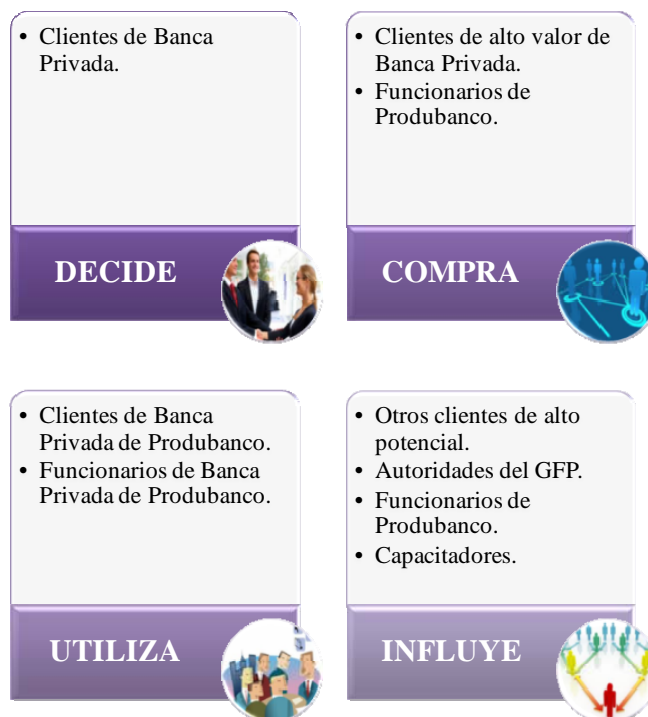 • Clientes de Banca
Privada.
DECIDE
• Clientes de alto valor de
Banca Privada.
• Funcionarios de
Produbanco.
COMPRA
• Clientes de Banca
Privada de Produbanco.
• Funcionarios de Banca
Privada de Produbanco.
UTILIZA
• Otros clientes de alto
potencial.
• Autoridades del GFP.
• Funcionarios de
Produbanco.
• Capacitadores.
INFLUYE